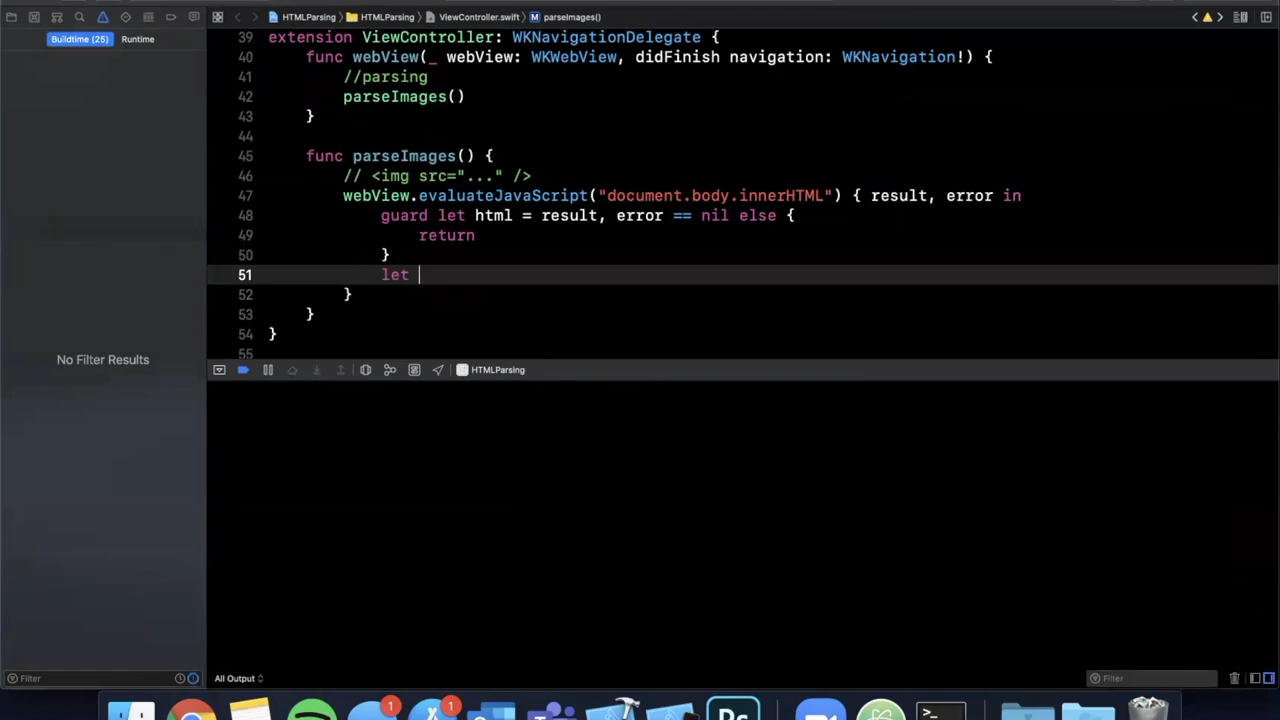 HTMLParsing HTMLParsing ViewController.swift M parseImages()
Buildtime (25) Runtime
39 extension ViewController: WKNavigationDelegate {
40 func webView(_ webView: WKWebView, didFinish navigation: WKNavigation!) {
41 //parsing
42 parseImages()
43 }
44
45 func parseImages() {
46 // <img src="..." />
47 webView.evaluateJavaScript("document.body.innerHTML") { result, error in
48 guard let html = result, error == nil else {
49 return
50 }
51 let
52 }
53 }
54 }
55
No Filter Results
HTMLParsing
Filter
All Output
Filter
1
1